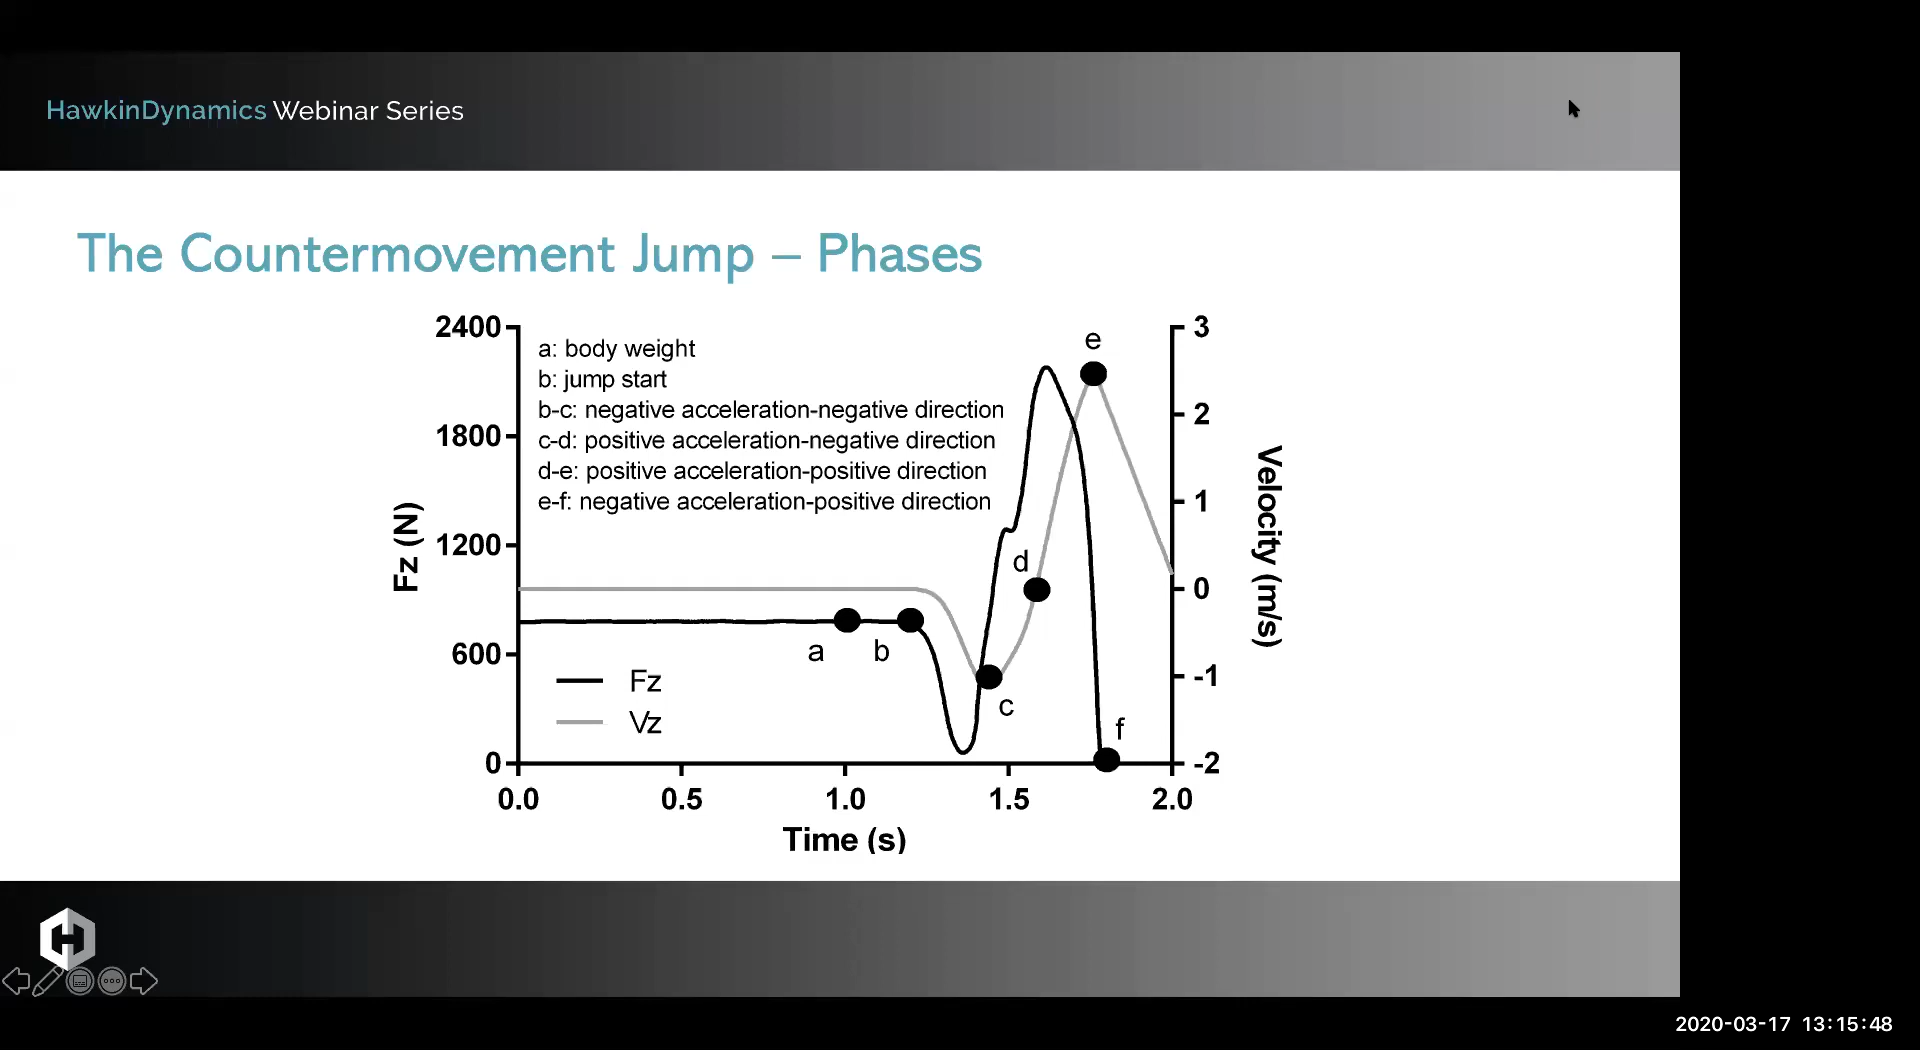 HawkinDynamics Webinar Series
The Countermovement Jump – Phases
2400
3
a: body weight
e
b: jump start
b-c: negative acceleration-negative direction
2
1800
c-d: positive acceleration-negative direction
d-e: positive acceleration-positive direction
e-f: negative acceleration-positive direction
1
Fz (N)
Velocity (m/s)
1200
d
0
600
a
b
Fz
-1
c
Vz
f
0
-2
0.0
0.5
1.0
1.5
2.0
Time (s)
H
2020-03-17 13:15:48